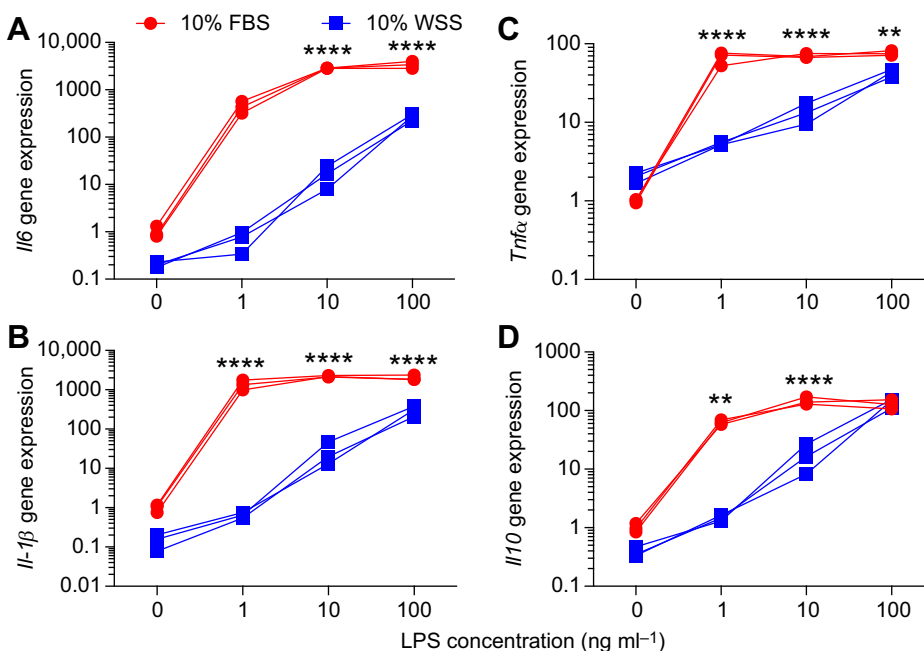 A
10% FBS
10% WSS
Il6 gene expression
10,000
1000
100
10
1
0.1
**** ****
0 1 10 100
C
Tnfα gene expression
100
10
1
0.1
**** **** **
0 1 10 100
B
Il-1β gene expression
10,000
1000
100
10
1
0.1
0.01
**** **** ****
0 1 10 100
D
Il10 gene expression
1000
100
10
1
0.1
** ****
0 1 10 100
LPS concentration (ng ml⁻¹)